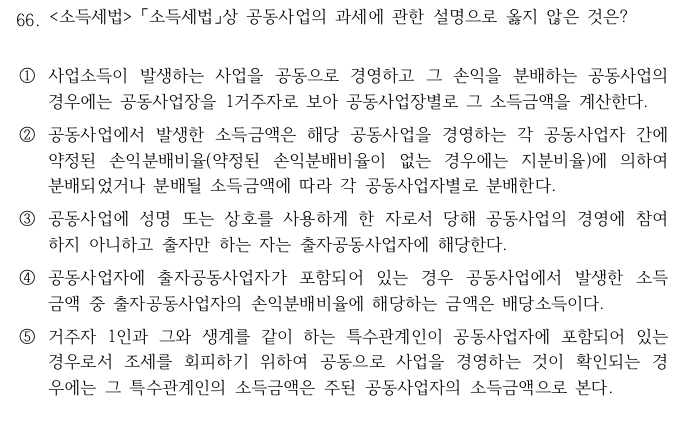 66. <소득세법>「소득세법」상 공동사업의 과세에 관한 설명으로 옳지 않은 것은?
① 사업소득이 발생하는 사업을 공동으로 경영하고 그 손익을 분배하는 공동사업의
경우에는 공동사업장을 1거주자로 보아 공동사업장별로 그 소득금액을 계산한다.
② 공동사업에서 발생한 소득금액은 해당 공동사업을 경영하는 각 공동사업자 간에
약정된 손익분배비율(약정된 손익분배비율이 없는 경우에는 지분비율)에 의하여
분배되었거나 분배될 소득금액에 따라 각 공동사업자별로 분배한다.
③ 공동사업에 성명 또는 상호를 사용하게 한 자로서 당해 공동사업의 경영에 참여
하지 아니하고 출자만 하는 자는 출자공동사업자에 해당한다.
④ 공동사업자에 출자공동사업자가 포함되어 있는 경우 공동사업에서 발생한 소득
금액 중 출자공동사업자의 손익분배비율에 해당하는 금액은 배당소득이다.
⑤ 거주자 1인과 그와 생계를 같이 하는 특수관계인이 공동사업자에 포함되어 있는
경우로서 조세를 회피하기 위하여 공동으로 사업을 경영하는 것이 확인되는 경
우에는 그 특수관계인의 소득금액은 주된 공동사업자의 소득금액으로 본다.